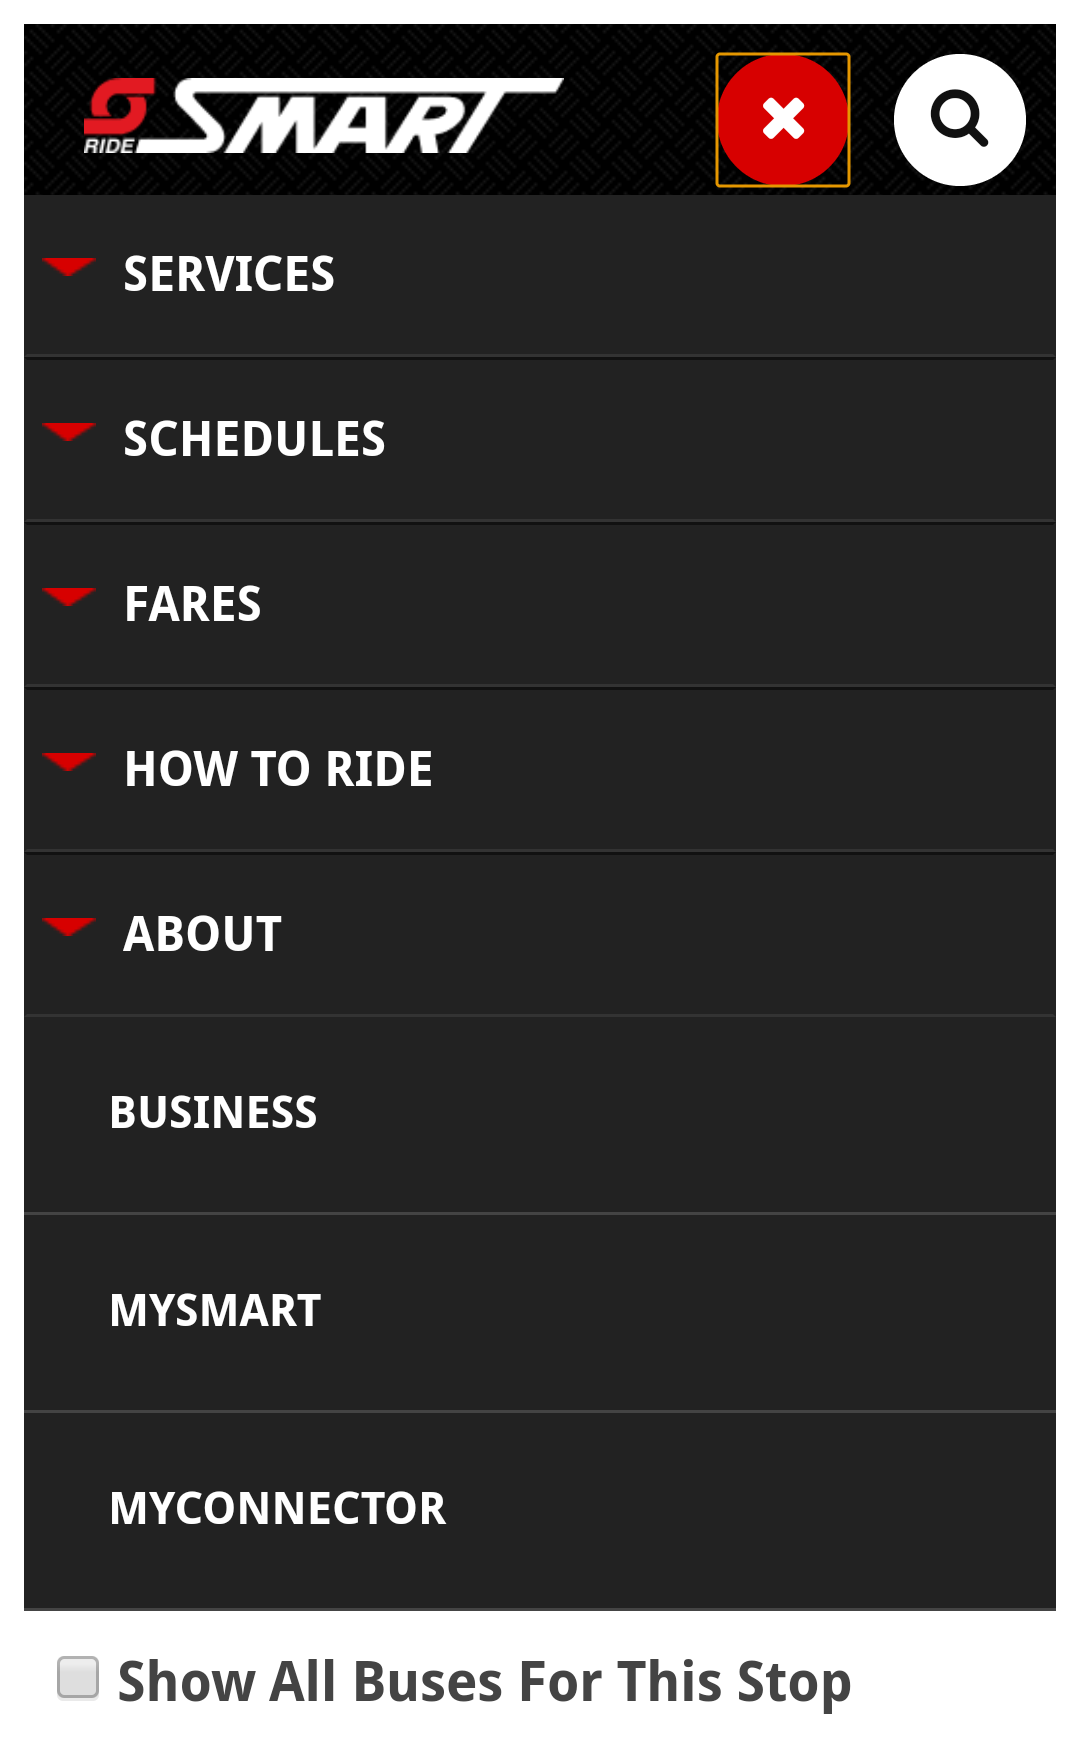 RIDE SMART
SERVICES
SCHEDULES
FARES
HOW TO RIDE
ABOUT
BUSINESS
MYSMART
MYCONNECTOR
Show All Buses For This Stop